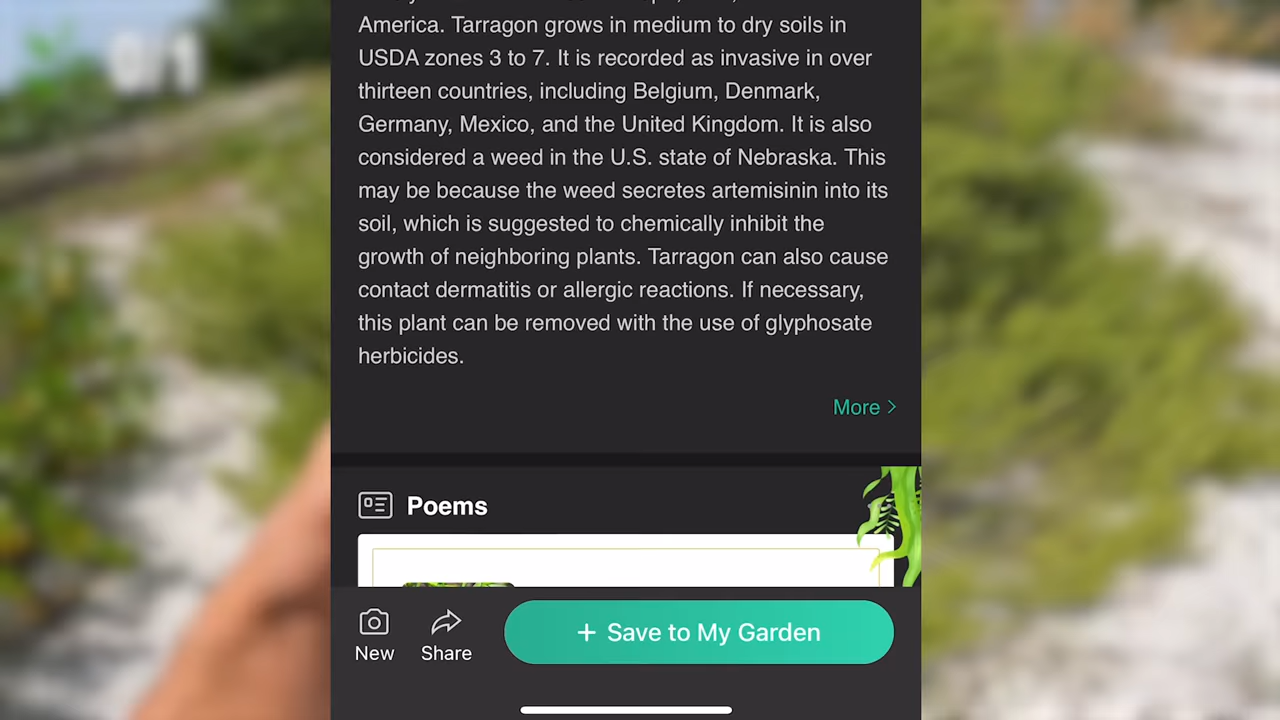 America. Tarragon grows in medium to dry soils in
USDA zones 3 to 7. It is recorded as invasive in over
thirteen countries, including Belgium, Denmark,
Germany, Mexico, and the United Kingdom. It is also
considered a weed in the U.S. state of Nebraska. This
may be because the weed secretes artemisinin into its
soil, which is suggested to chemically inhibit the
growth of neighboring plants. Tarragon can also cause
contact dermatitis or allergic reactions. If necessary,
this plant can be removed with the use of glyphosate
herbicides.
More >
Poems
New
Share
+ Save to My Garden